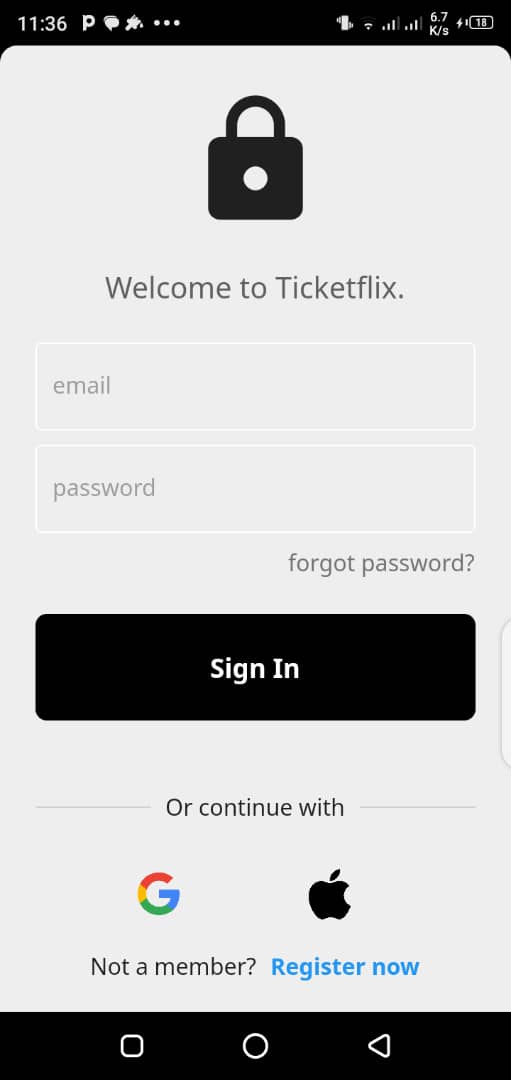 11:36 6.7 K/s 18
Welcome to Ticketflix.
email
password
forgot password?
Sign In
Or continue with
Not a member? Register now